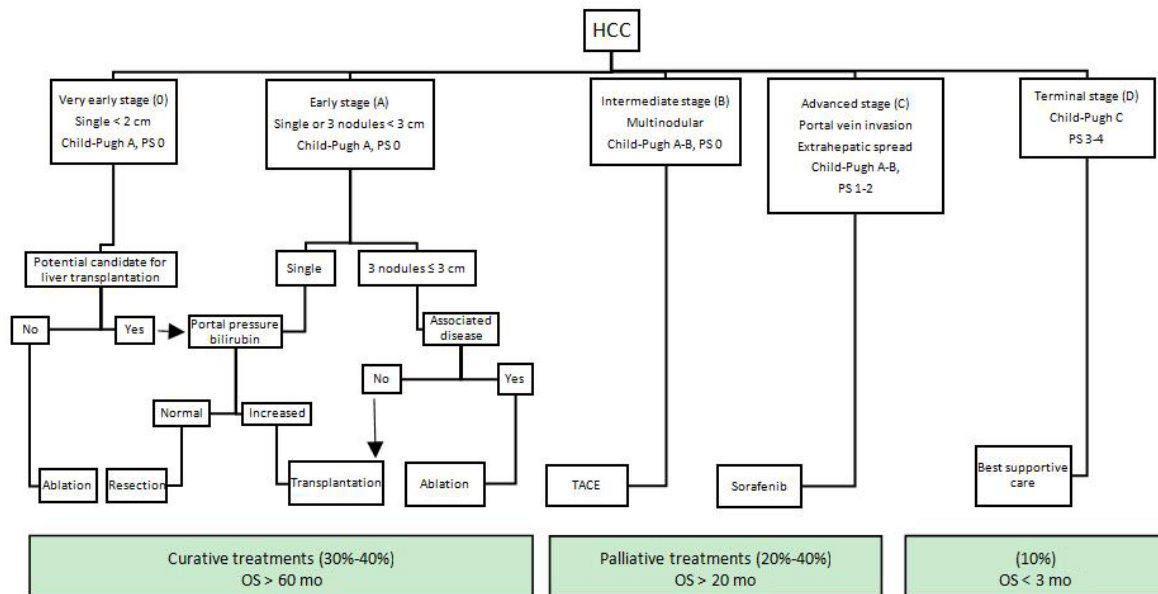 HCC
Very early stage (0)
Single < 2 cm
Child-Pugh A, PS 0
Early stage (A)
Single or 3 nodules < 3 cm
Child-Pugh A, PS 0
Intermediate stage (B)
Multinodular
Child-Pugh A-B, PS 0
Advanced stage (C)
Portal vein invasion
Extrahepatic spread
Child-Pugh A-B,
PS 1-2
Terminal stage (D)
Child-Pugh C
PS 3-4
Potential candidate for
liver transplantation
Single
3 nodules ≤ 3 cm
No
Yes
Portal pressure
bilirubin
Associated
disease
No
Yes
Normal
Increased
Ablation
Resection
Transplantation
Ablation
TACE
Sorafenib
Best supportive
care
Curative treatments (30%-40%)
OS > 60 mo
Palliative treatments (20%-40%)
OS > 20 mo
(10%)
OS < 3 mo